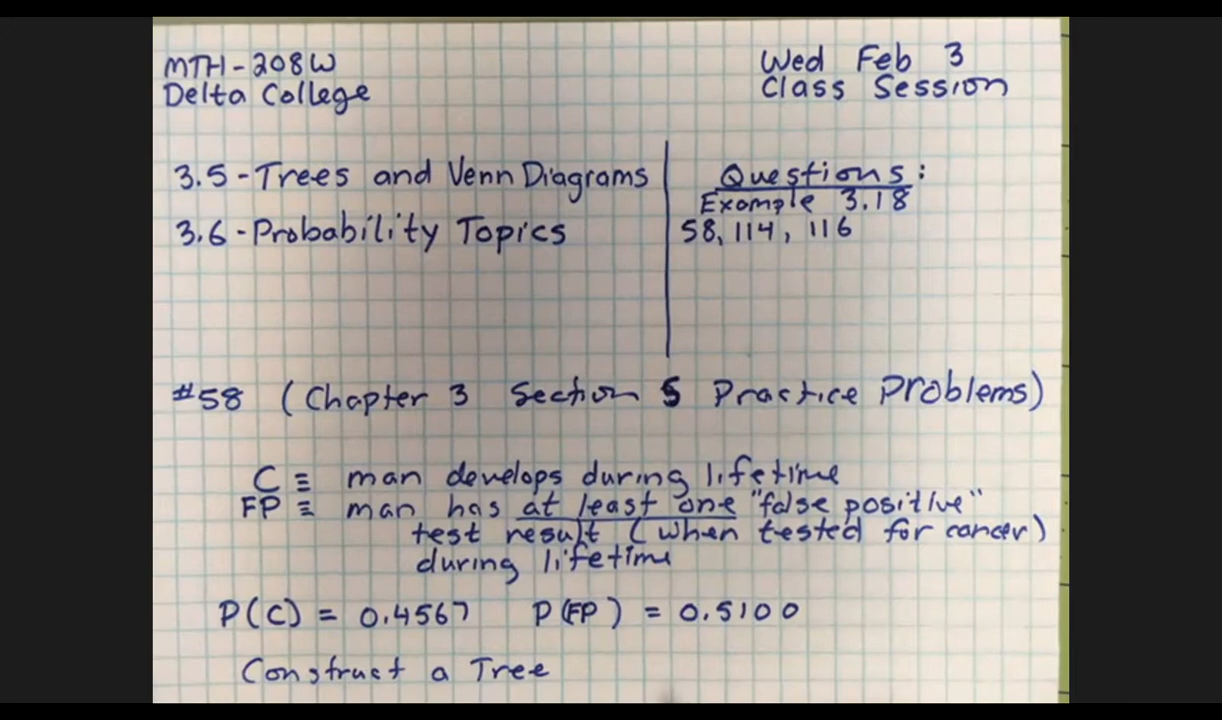 MTH-208W
Delta College
Wed Feb 3
Class Session
3.5-Trees and Venn Diagrams
3.6-Probability Topics
Questions:
Example 3.18
58, 114, 116
#58 (Chapter 3 Section 5 Practice Problems)
C ≡ man develops during lifetime
FP ≡ man has at least one "false positive"
test result (when tested for cancer)
during lifetime
P(C) = 0.4567 P(FP) = 0.5100
Construct a Tree